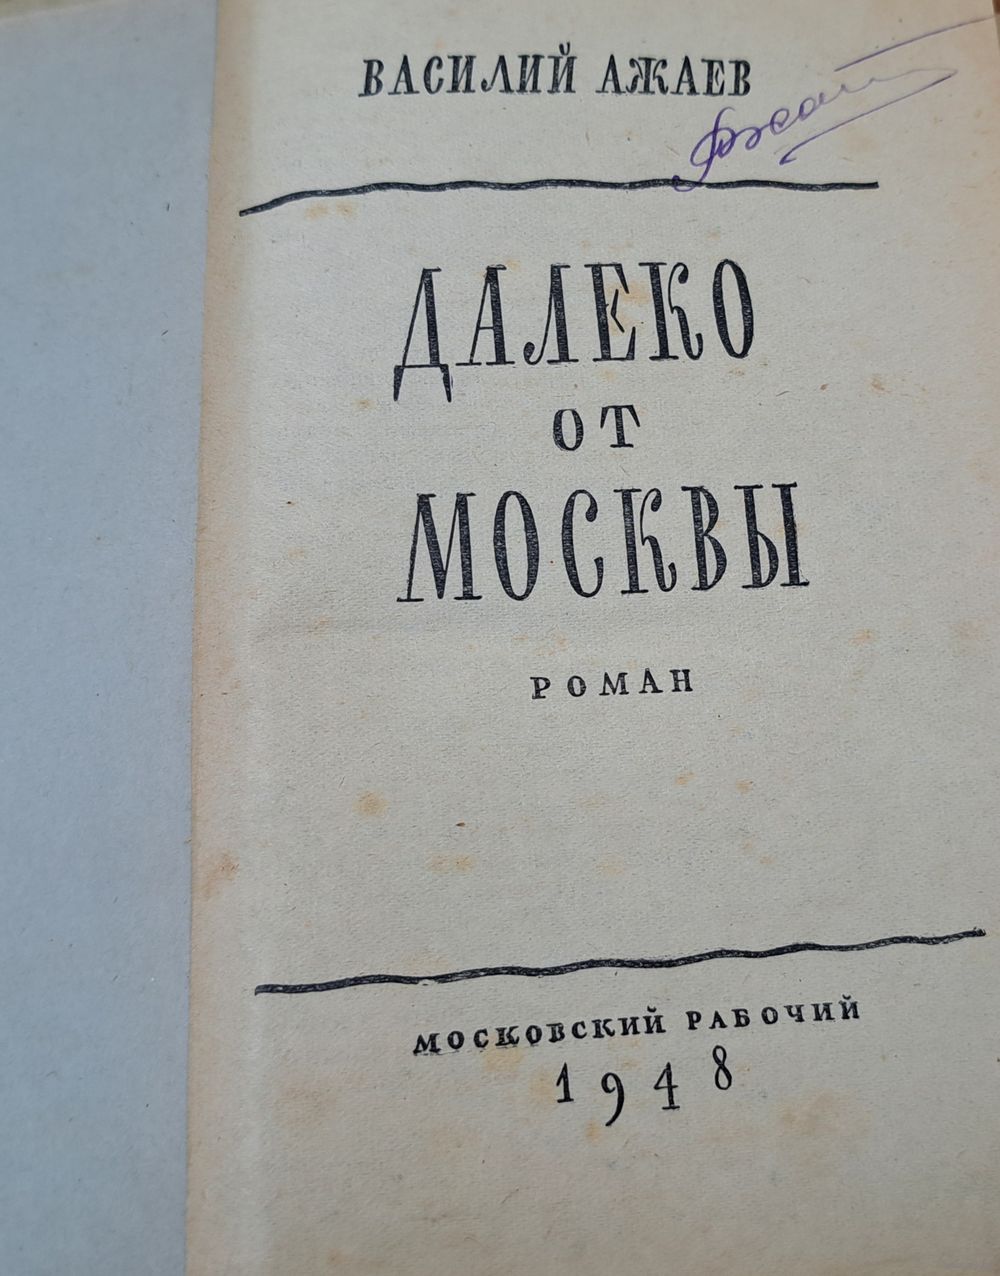 ВАСИЛИЙ АЖАЕВ
ДАЛЕКО
ОТ
МОСКВЫ
РОМАН
МОСКОВСКИЙ РАБОЧИЙ
1948